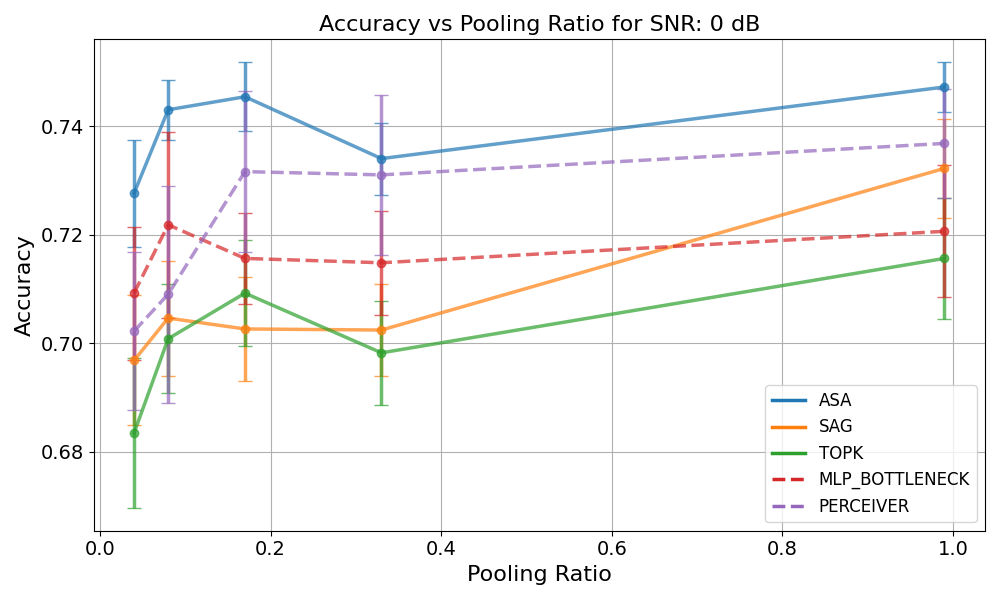 Accuracy vs Pooling Ratio for SNR: 0 dB
Accuracy
0.74
0.72
0.70
0.68
0.0 0.2 0.4 0.6 0.8 1.0
Pooling Ratio
ASA
SAG
TOPK
MLP_BOTTLENECK
PERCEIVER